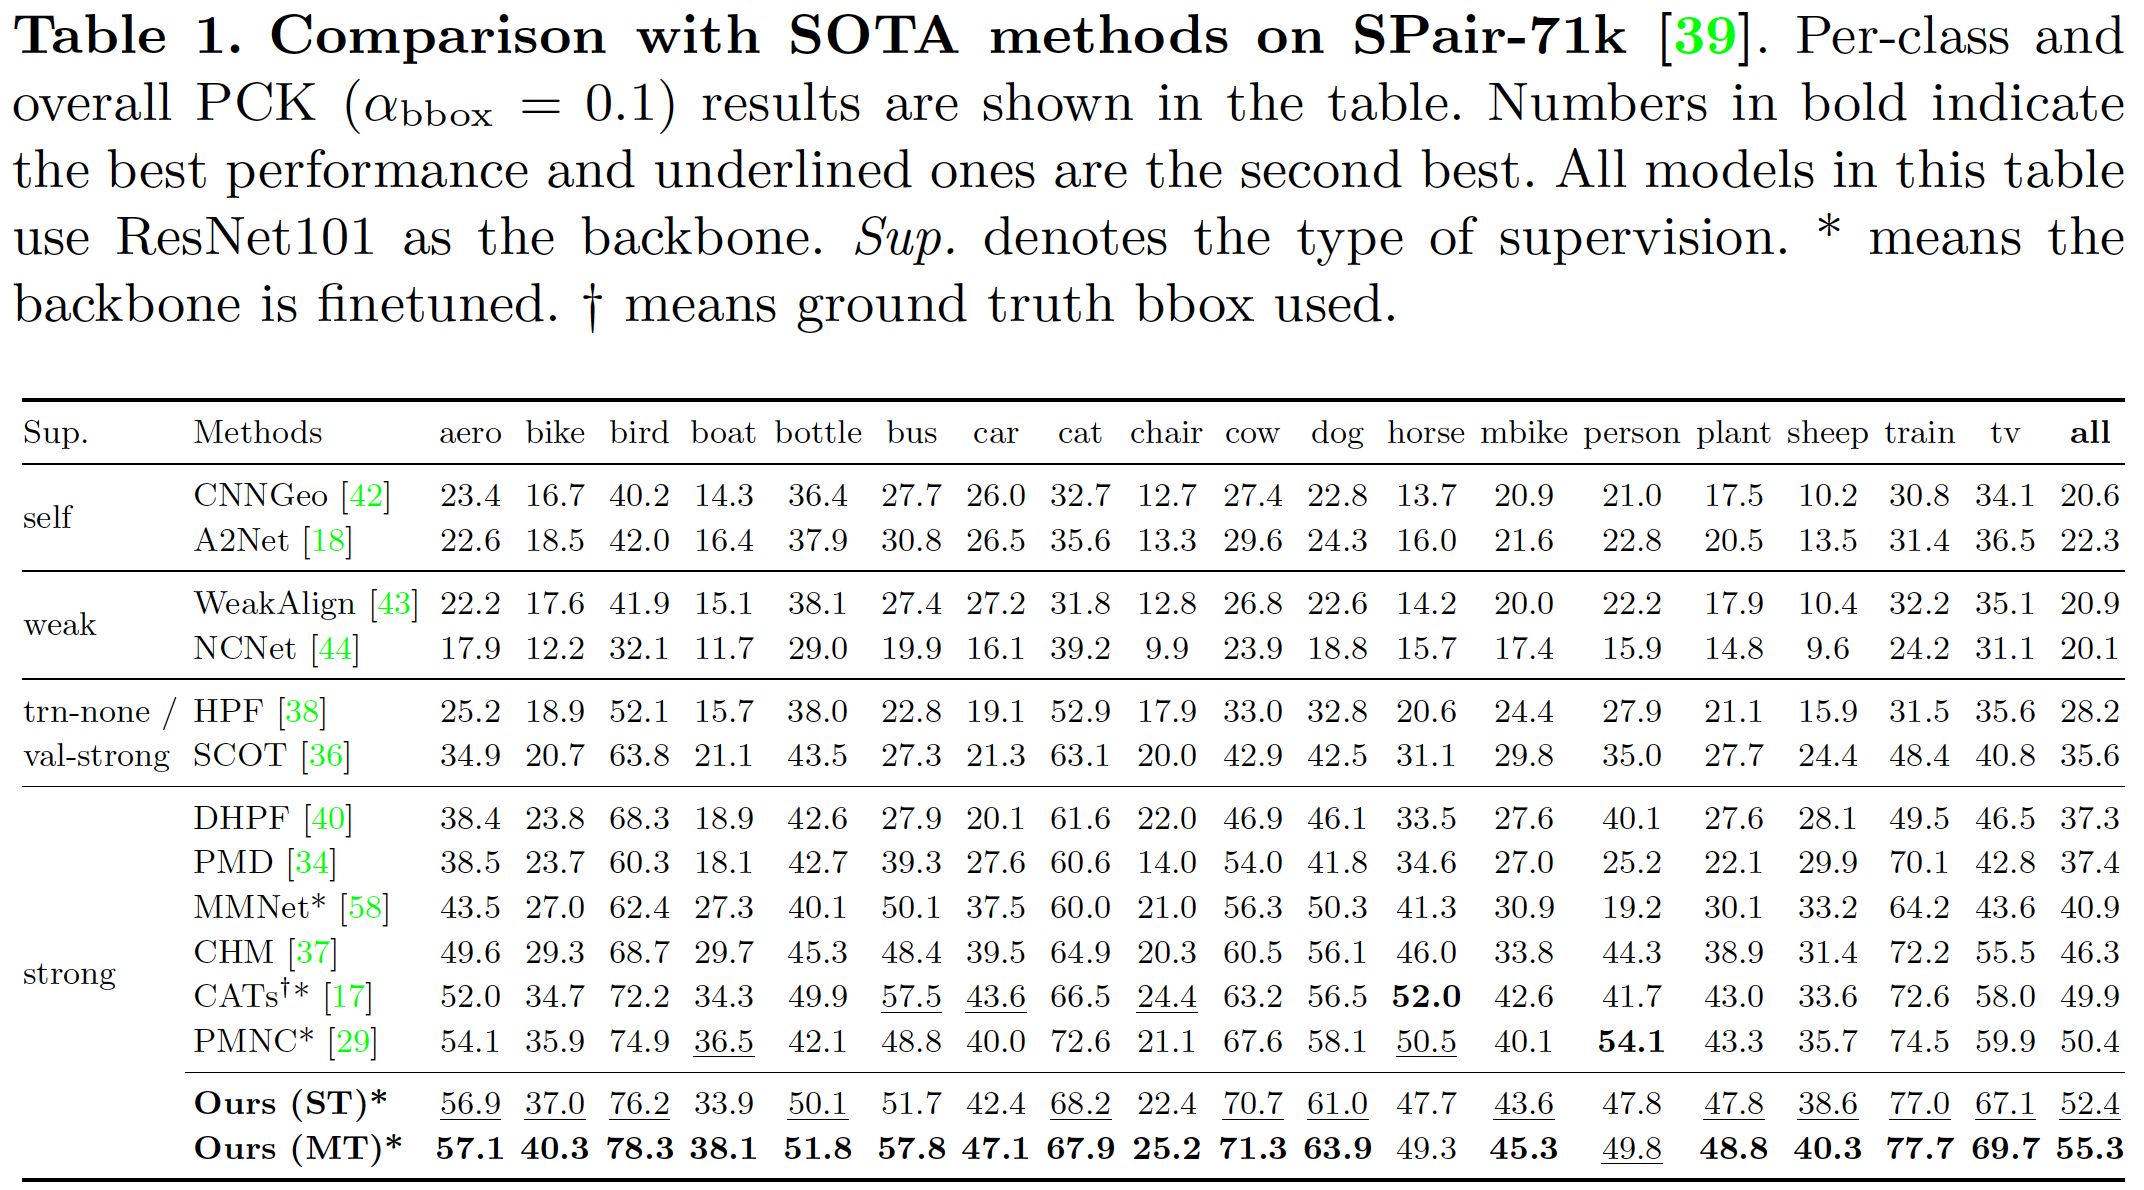 Table 1. Comparison with SOTA methods on SPair-71k [39]. Per-class and
overall PCK (αbbox = 0.1) results are shown in the table. Numbers in bold indicate
the best performance and underlined ones are the second best. All models in this table
use ResNet101 as the backbone. Sup. denotes the type of supervision. * means the
backbone is finetuned. † means ground truth bbox used.
Sup. Methods aero bike bird boat bottle bus car cat chair cow dog horse mbike person plant sheep train tv all
self
CNNGeo [42] 23.4 16.7 40.2 14.3 36.4 27.7 26.0 32.7 12.7 27.4 22.8 13.7 20.9 21.0 17.5 10.2 30.8 34.1 20.6
A2Net [18] 22.6 18.5 42.0 16.4 37.9 30.8 26.5 35.6 13.3 29.6 24.3 16.0 21.6 22.8 20.5 13.5 31.4 36.5 22.3
weak
WeakAlign [43] 22.2 17.6 41.9 15.1 38.1 27.4 27.2 31.8 12.8 26.8 22.6 14.2 20.0 22.2 17.9 10.4 32.2 35.1 20.9
NCNet [44] 17.9 12.2 32.1 11.7 29.0 19.9 16.1 39.2 9.9 23.9 18.8 15.7 17.4 15.9 14.8 9.6 24.2 31.1 20.1
trn-none / HPF [38] 25.2 18.9 52.1 15.7 38.0 22.8 19.1 52.9 17.9 33.0 32.8 20.6 24.4 27.9 21.1 15.9 31.5 35.6 28.2
val-strong SCOT [36] 34.9 20.7 63.8 21.1 43.5 27.3 21.3 63.1 20.0 42.9 42.5 31.1 29.8 35.0 27.7 24.4 48.4 40.8 35.6
strong
DHPF [40] 38.4 23.8 68.3 18.9 42.6 27.9 20.1 61.6 22.0 46.9 46.1 33.5 27.6 40.1 27.6 28.1 49.5 46.5 37.3
PMD [34] 38.5 23.7 60.3 18.1 42.7 39.3 27.6 60.6 14.0 54.0 41.8 34.6 27.0 25.2 22.1 29.9 70.1 42.8 37.4
MMNet* [58] 43.5 27.0 62.4 27.3 40.1 50.1 37.5 60.0 21.0 56.3 50.3 41.3 30.9 19.2 30.1 33.2 64.2 43.6 40.9
CHM [37] 49.6 29.3 68.7 29.7 45.3 48.4 39.5 64.9 20.3 60.5 56.1 46.0 33.8 44.3 38.9 31.4 72.2 55.5 46.3
CATs†* [17] 52.0 34.7 72.2 34.3 49.9 57.5 43.6 66.5 24.4 63.2 56.5 52.0 42.6 41.7 43.0 33.6 72.6 58.0 49.9
PMNC* [29] 54.1 35.9 74.9 36.5 42.1 48.8 40.0 72.6 21.1 67.6 58.1 50.5 40.1 54.1 43.3 35.7 74.5 59.9 50.4
Ours (ST)* 56.9 37.0 76.2 33.9 50.1 51.7 42.4 68.2 22.4 70.7 61.0 47.7 43.6 47.8 47.8 38.6 77.0 67.1 52.4
Ours (MT)* 57.1 40.3 78.3 38.1 51.8 57.8 47.1 67.9 25.2 71.3 63.9 49.3 45.3 49.8 48.8 40.3 77.7 69.7 55.3